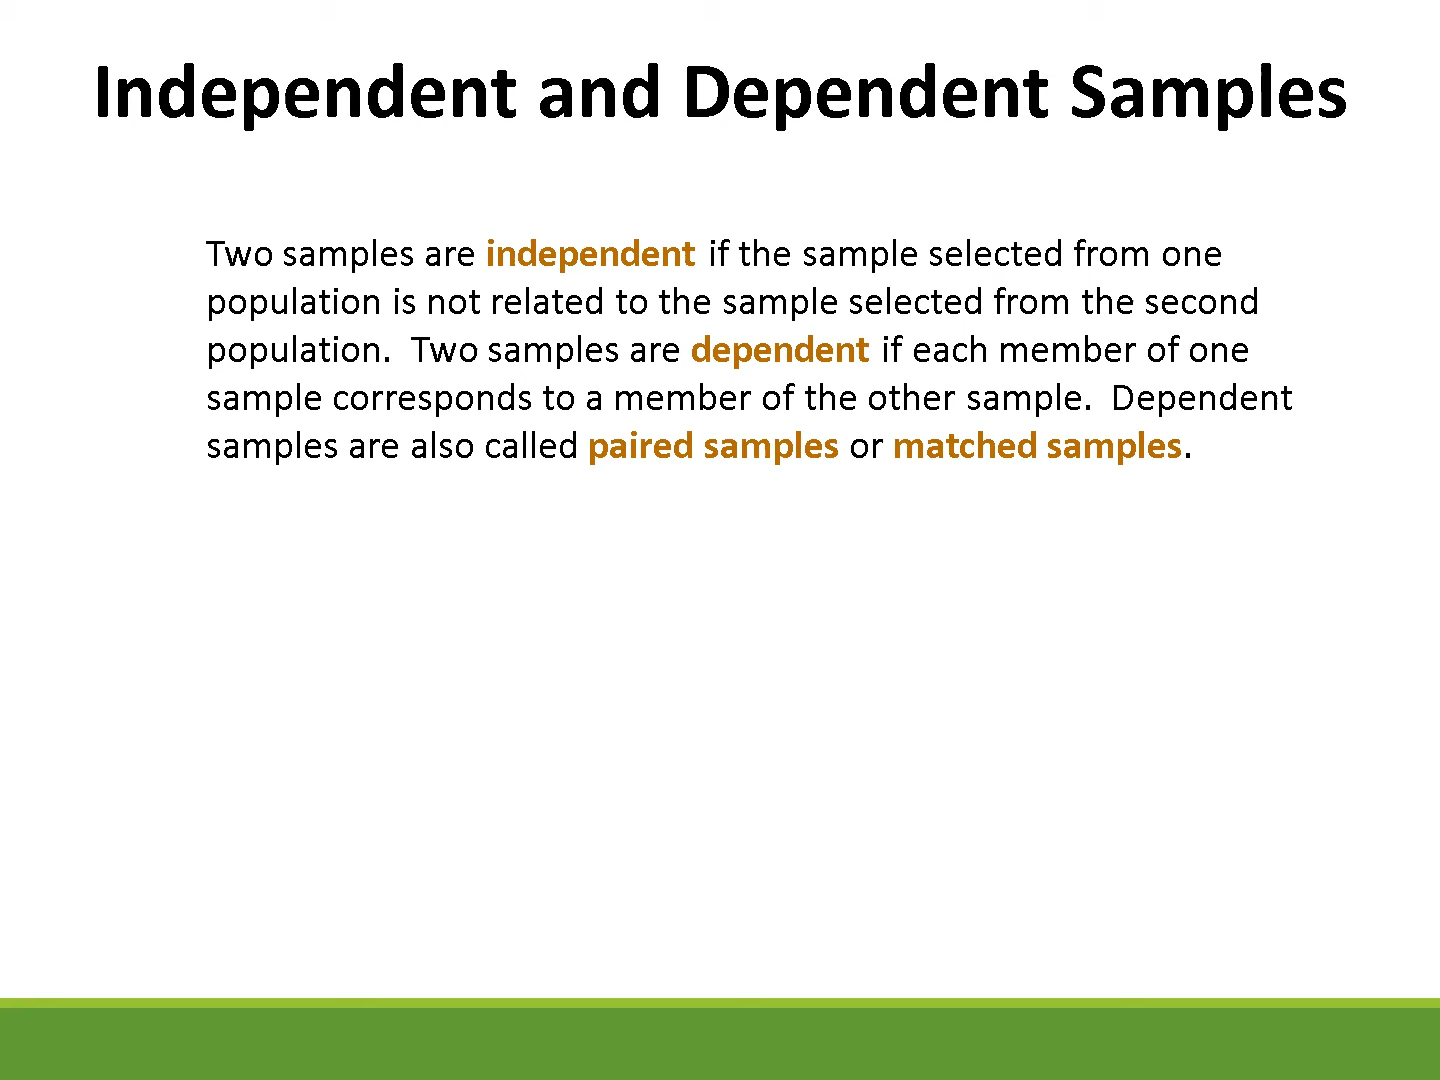 Independent and Dependent Samples
Two samples are independent if the sample selected from one
population is not related to the sample selected from the second
population.  Two samples are dependent if each member of one
sample corresponds to a member of the other sample.  Dependent
samples are also called paired samples or matched samples.